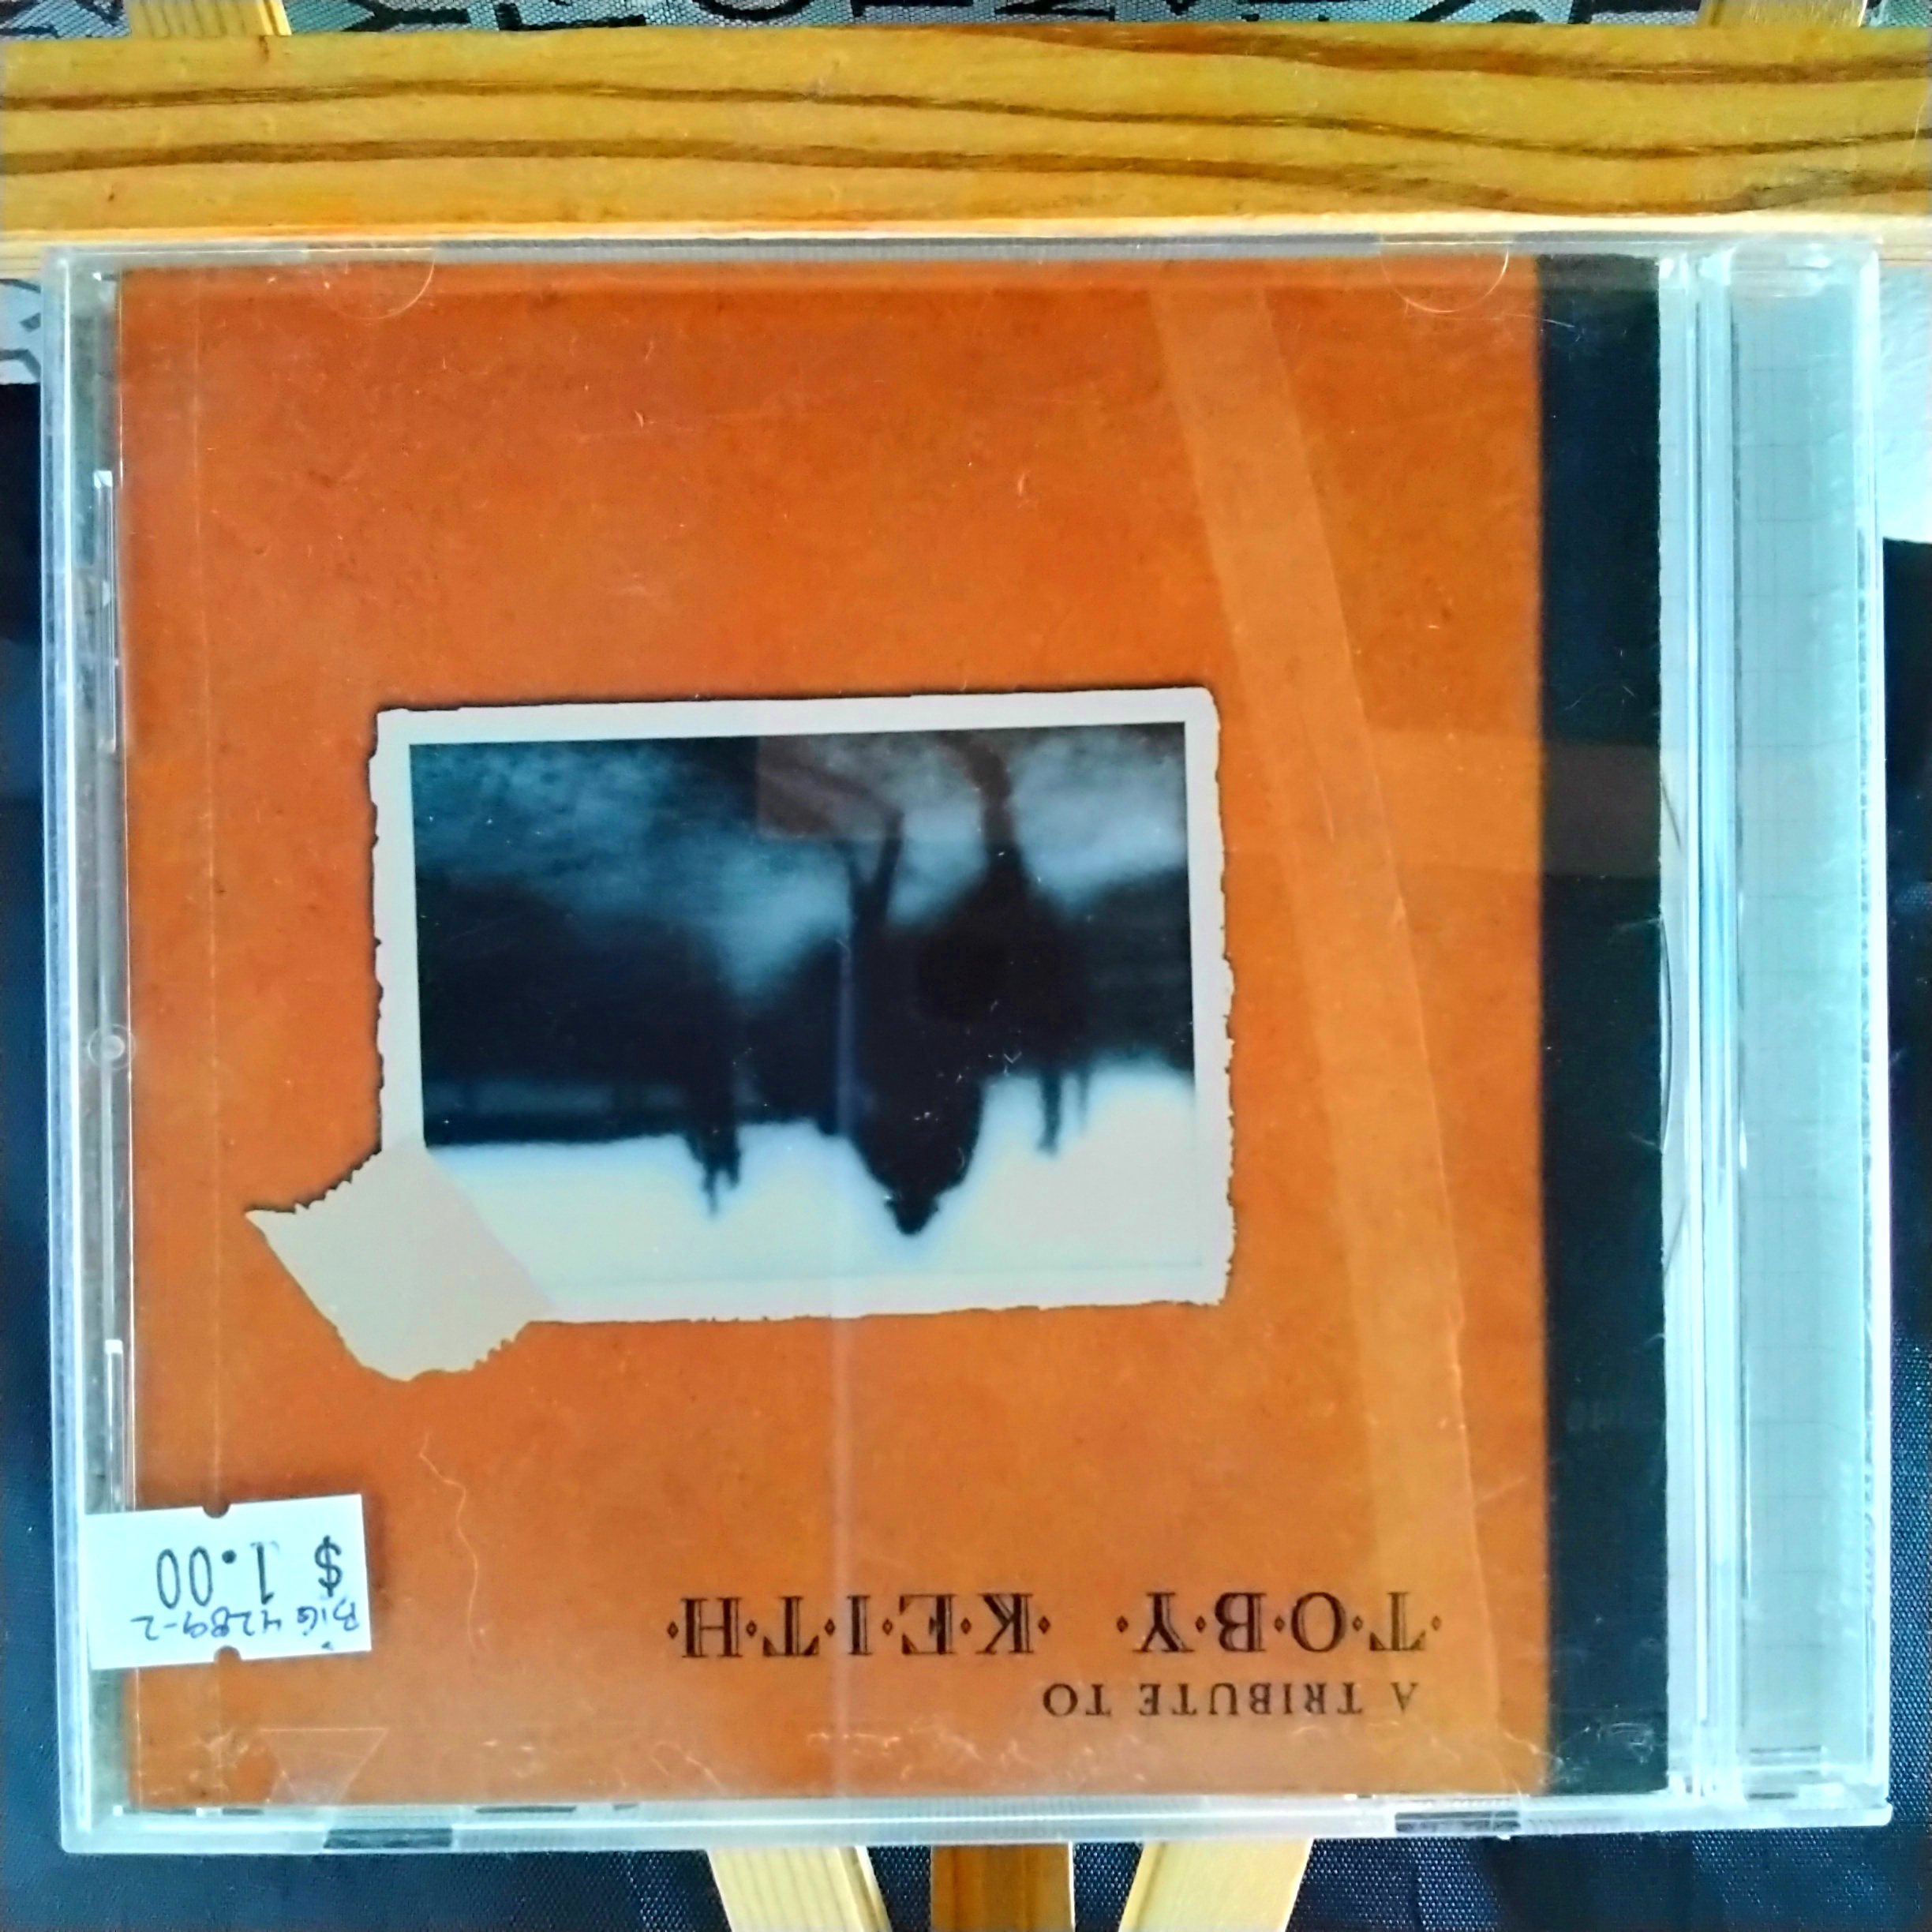 A TRIBUTE TO
·T·O·B·Y· ·K·E·I·T·H·
BIG 4289-2
$ 1.00